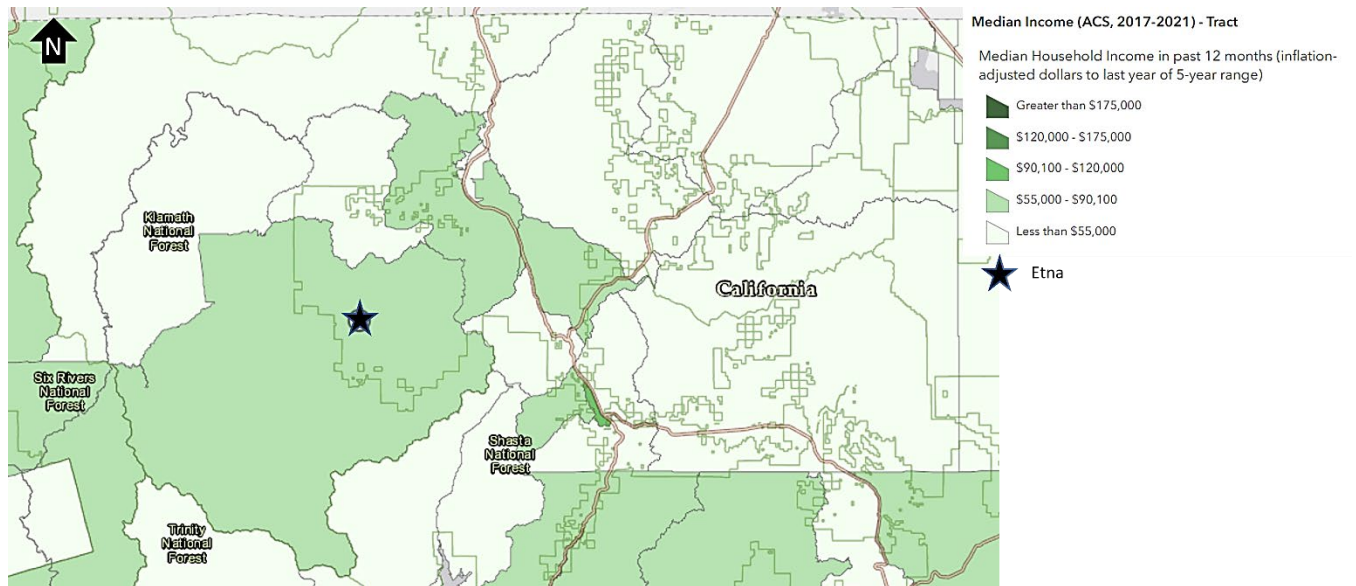 N
Klamath
National
Forest
California
Six Rivers
National
Forest
Shasta
National
Forest
Trinity
National
Forest
Median Income (ACS, 2017-2021) - Tract
Median Household Income in past 12 months (inflation-
adjusted dollars to last year of 5-year range)
Greater than $175,000
$120,000 - $175,000
$90,100 - $120,000
$55,000 - $90,100
Less than $55,000
Etna